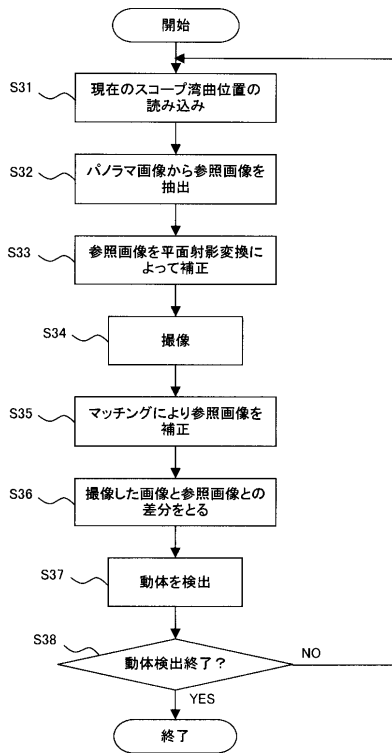 開始
S31
現在のスコープ湾曲位置の
読み込み
S32
パノラマ画像から参照画像を
抽出
S33
参照画像を平面射影変換に
よって補正
S34
撮像
S35
マッチングにより参照画像を
補正
S36
撮像した画像と参照画像との
差分をとる
S37
動体を検出
S38
動体検出終了？
NO
YES
終了